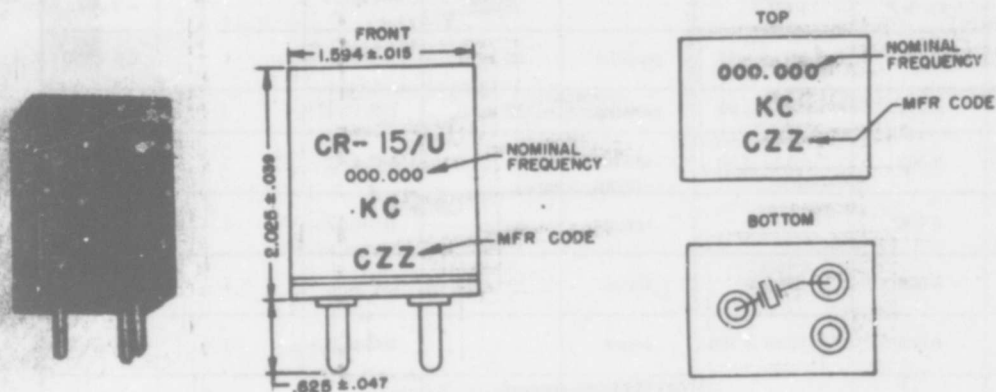 FRONT
1.594 ±.015
2.025 ±.039
CR-15/U
000.000
NOMINAL
FREQUENCY
KC
CZZ
MFR CODE
.625 ±.047
TOP
000.000
NOMINAL
FREQUENCY
KC
CZZ
MFR CODE
BOTTOM